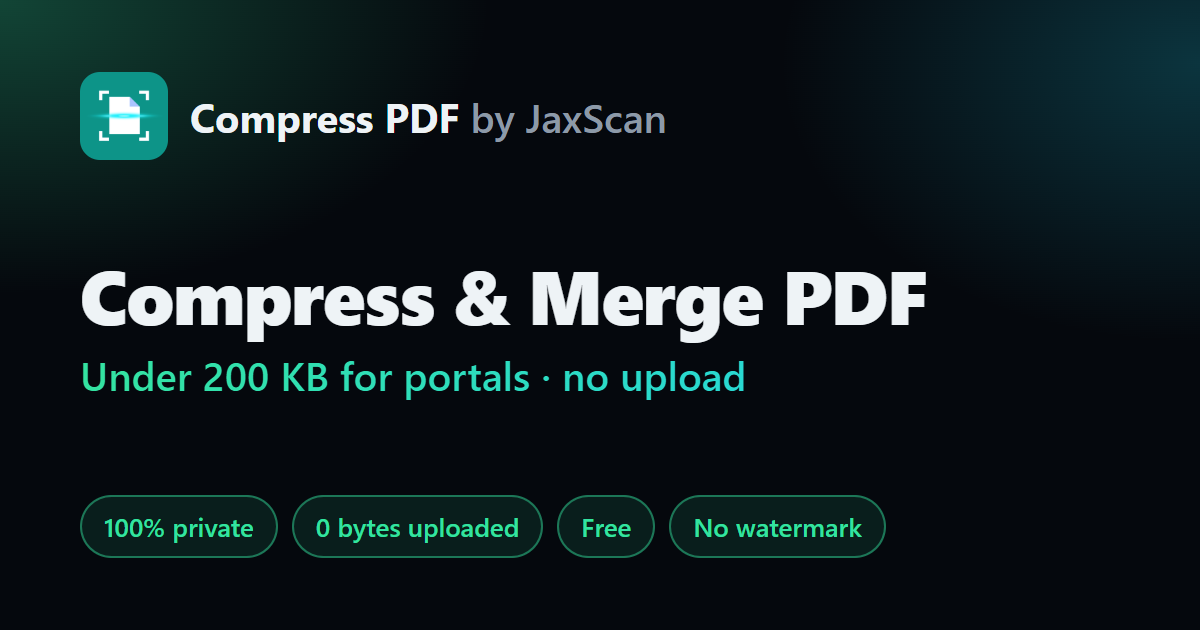 Compress PDF by JaxScan
Compress & Merge PDF
Under 200 KB for portals · no upload
100% private
0 bytes uploaded
Free
No watermark